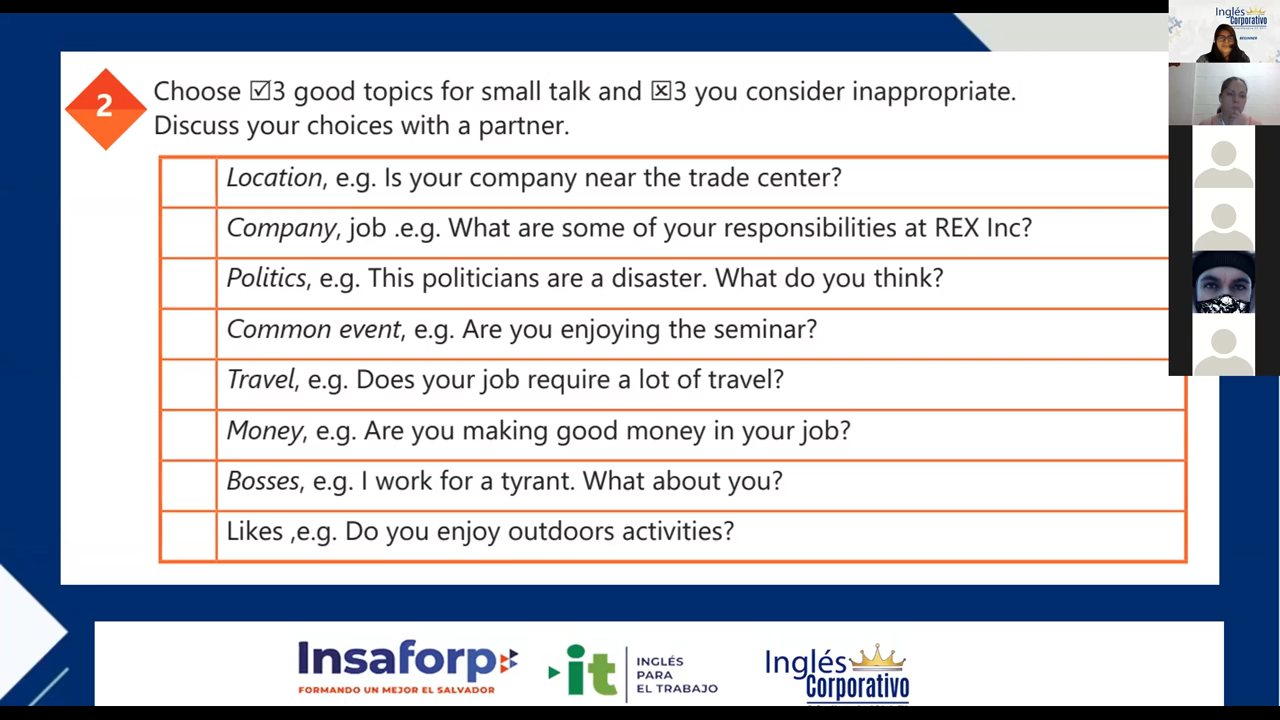 Inglés
Corporativo
BEGINNER
2
Choose ☑3 good topics for small talk and ☒3 you consider inappropriate.
Discuss your choices with a partner.
Location, e.g. Is your company near the trade center?
Company, job .e.g. What are some of your responsibilities at REX Inc?
Politics, e.g. This politicians are a disaster. What do you think?
Common event, e.g. Are you enjoying the seminar?
Travel, e.g. Does your job require a lot of travel?
Money, e.g. Are you making good money in your job?
Bosses, e.g. I work for a tyrant. What about you?
Likes ,e.g. Do you enjoy outdoors activities?
Insaforp
FORMANDO UN MEJOR EL SALVADOR
it
INGLÉS
PARA
EL TRABAJO
Inglés
Corporativo